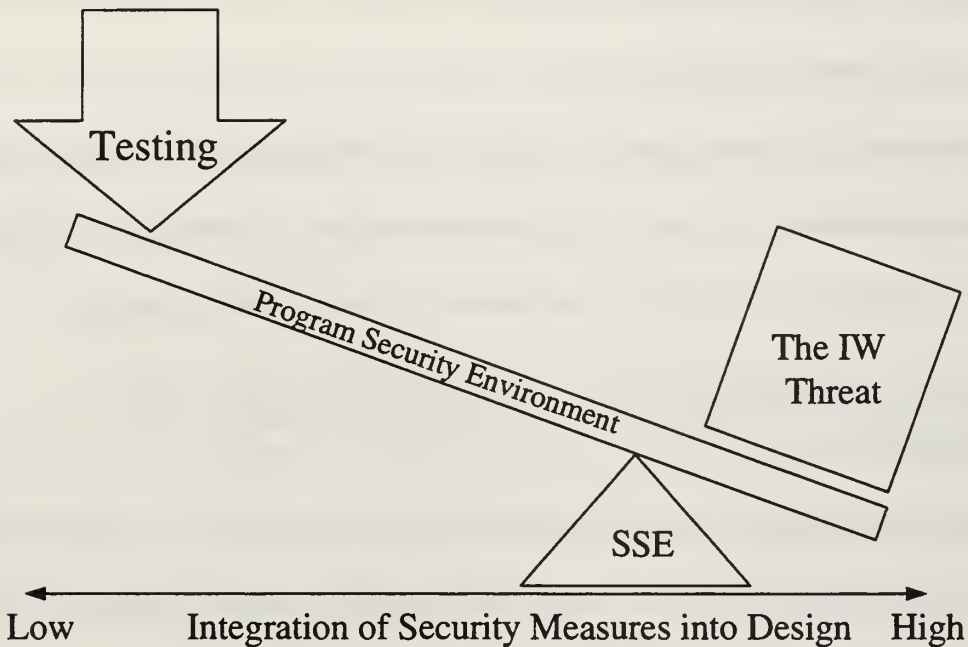 Testing
Program Security Environment
The IW
Threat
SSE
Low Integration of Security Measures into Design High